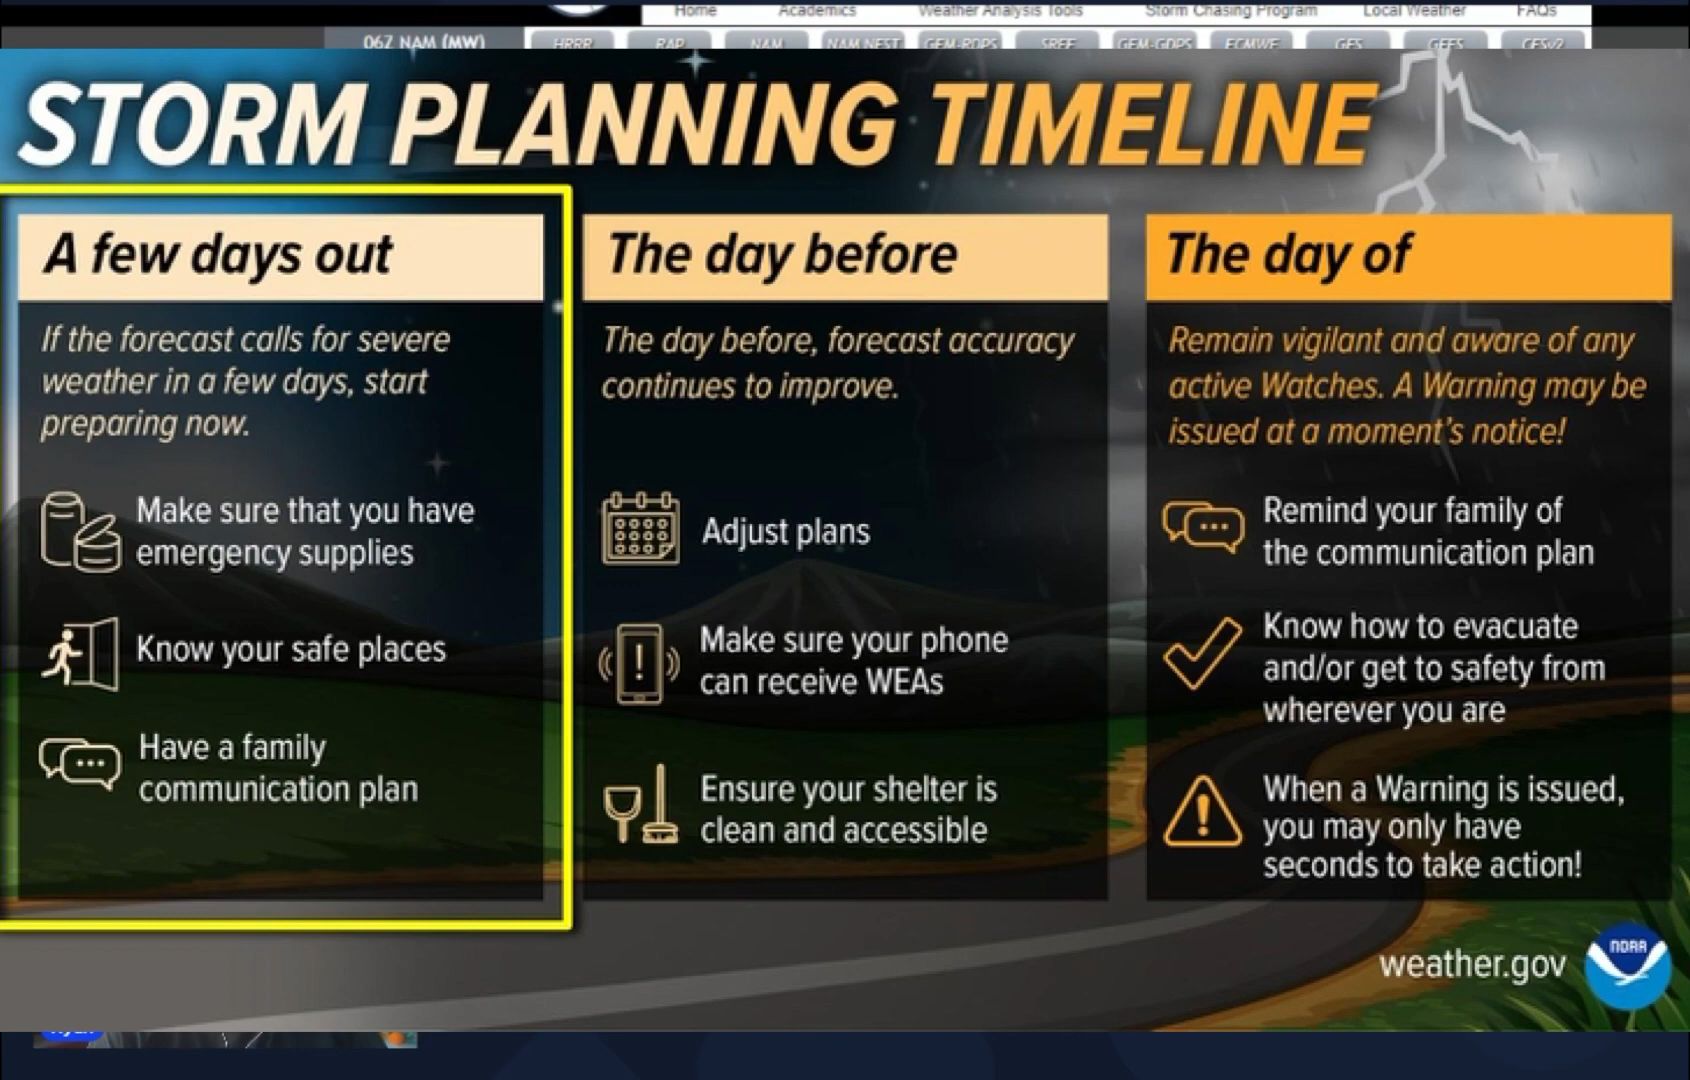 Home Academics Weather Analysis Tools Storm Chasing Program Local Weather FAQs
06Z NAM (MW) HRRR RAP NAM NAM NEST GEM-RDPS SREF GEM-GDPS ECMWF GFS GEFS CFSv2
STORM PLANNING TIMELINE
A few days out
If the forecast calls for severe
weather in a few days, start
preparing now.
Make sure that you have
emergency supplies
Know your safe places
Have a family
communication plan
The day before
The day before, forecast accuracy
continues to improve.
Adjust plans
Make sure your phone
can receive WEAs
Ensure your shelter is
clean and accessible
The day of
Remain vigilant and aware of any
active Watches. A Warning may be
issued at a moment's notice!
Remind your family of
the communication plan
Know how to evacuate
and/or get to safety from
wherever you are
When a Warning is issued,
you may only have
seconds to take action!
weather.gov
NOAA